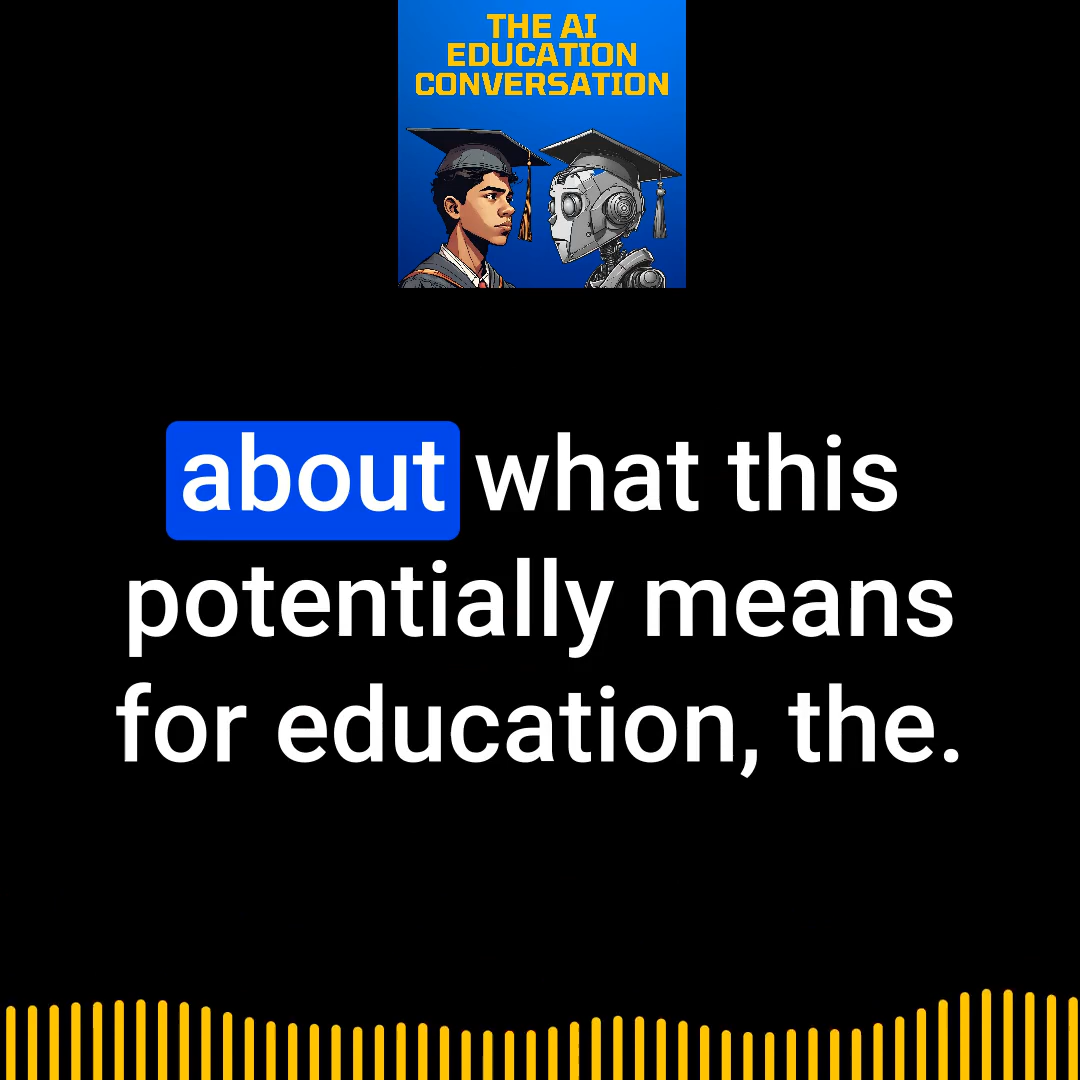 THE AI
EDUCATION
CONVERSATION
about what this
potentially means
for education, the.